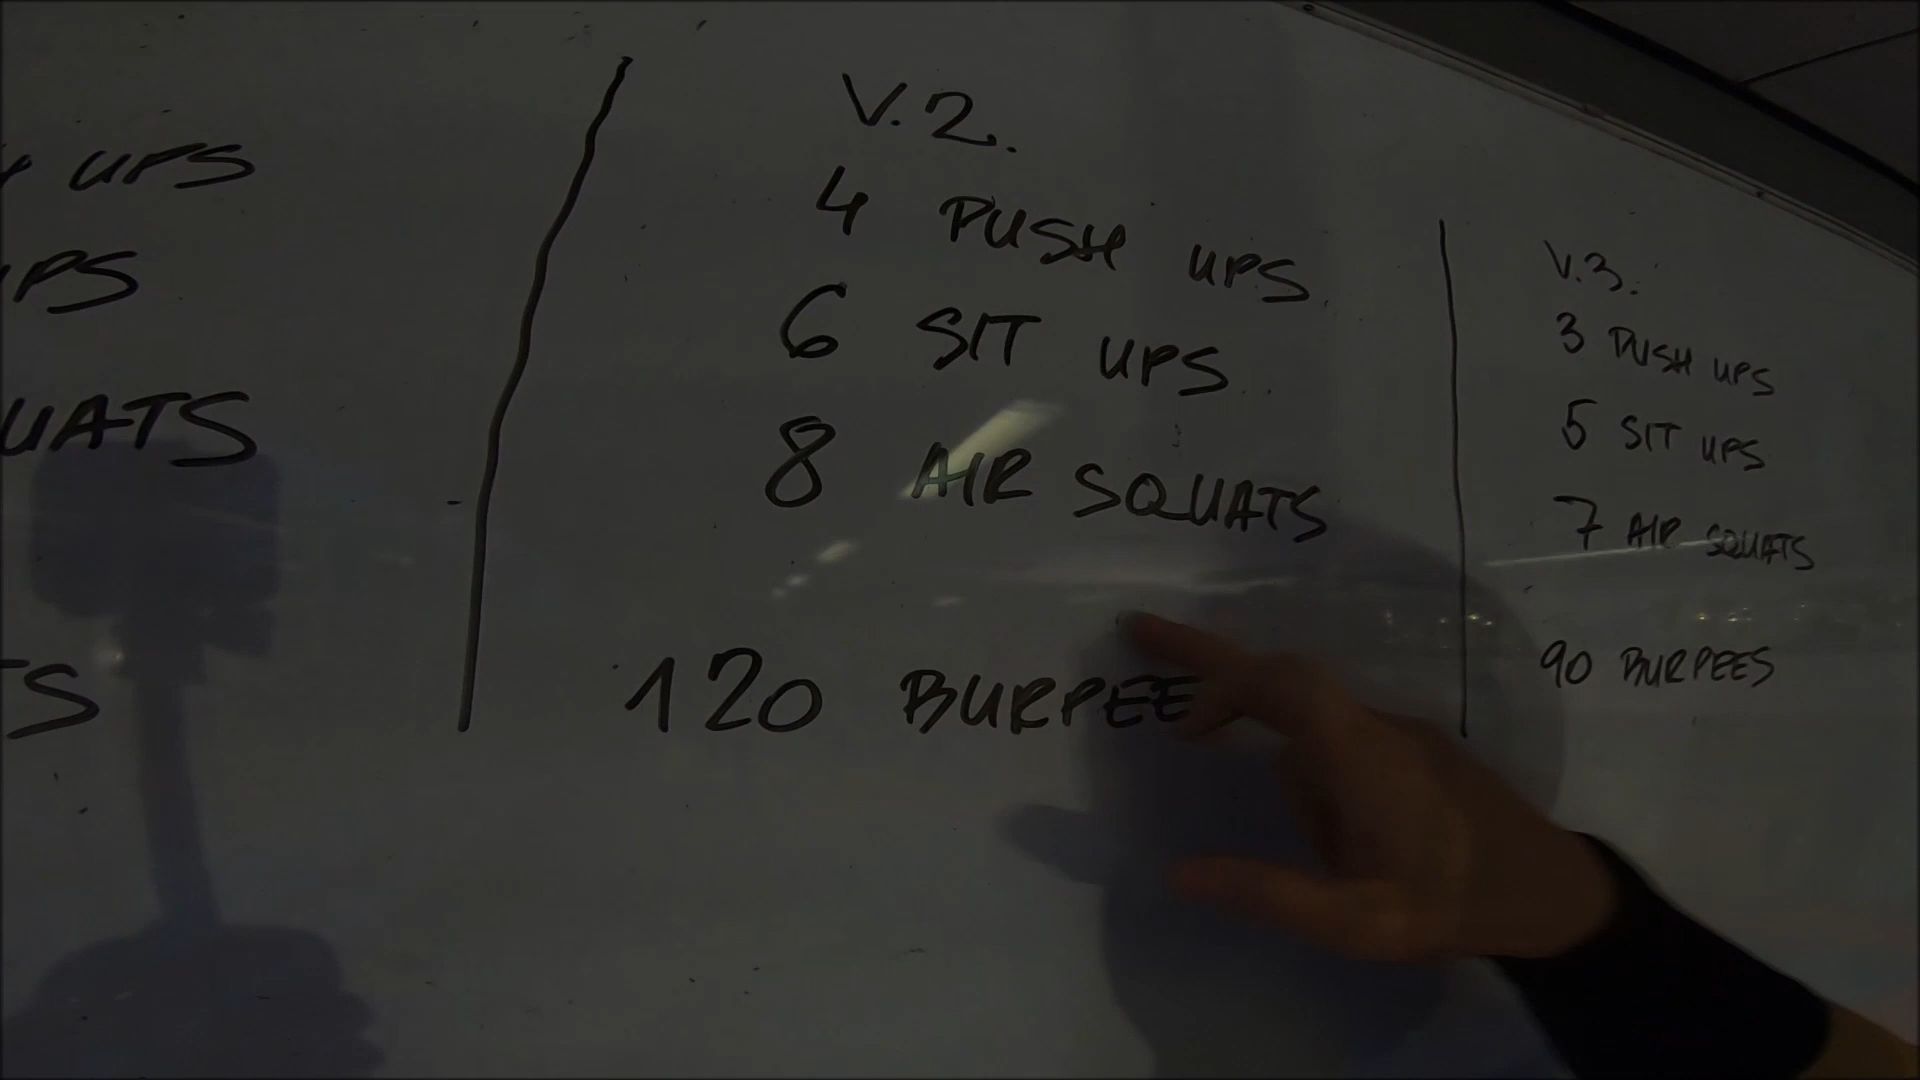 UPS
UPS
UATS
TS
V.2.
4 PUSH UPS
6 SIT UPS
8 AIR SQUATS
120 BURPEE
V.3.
3 PUSH UPS
5 SIT UPS
7 AIR SQUATS
90 BURPEES